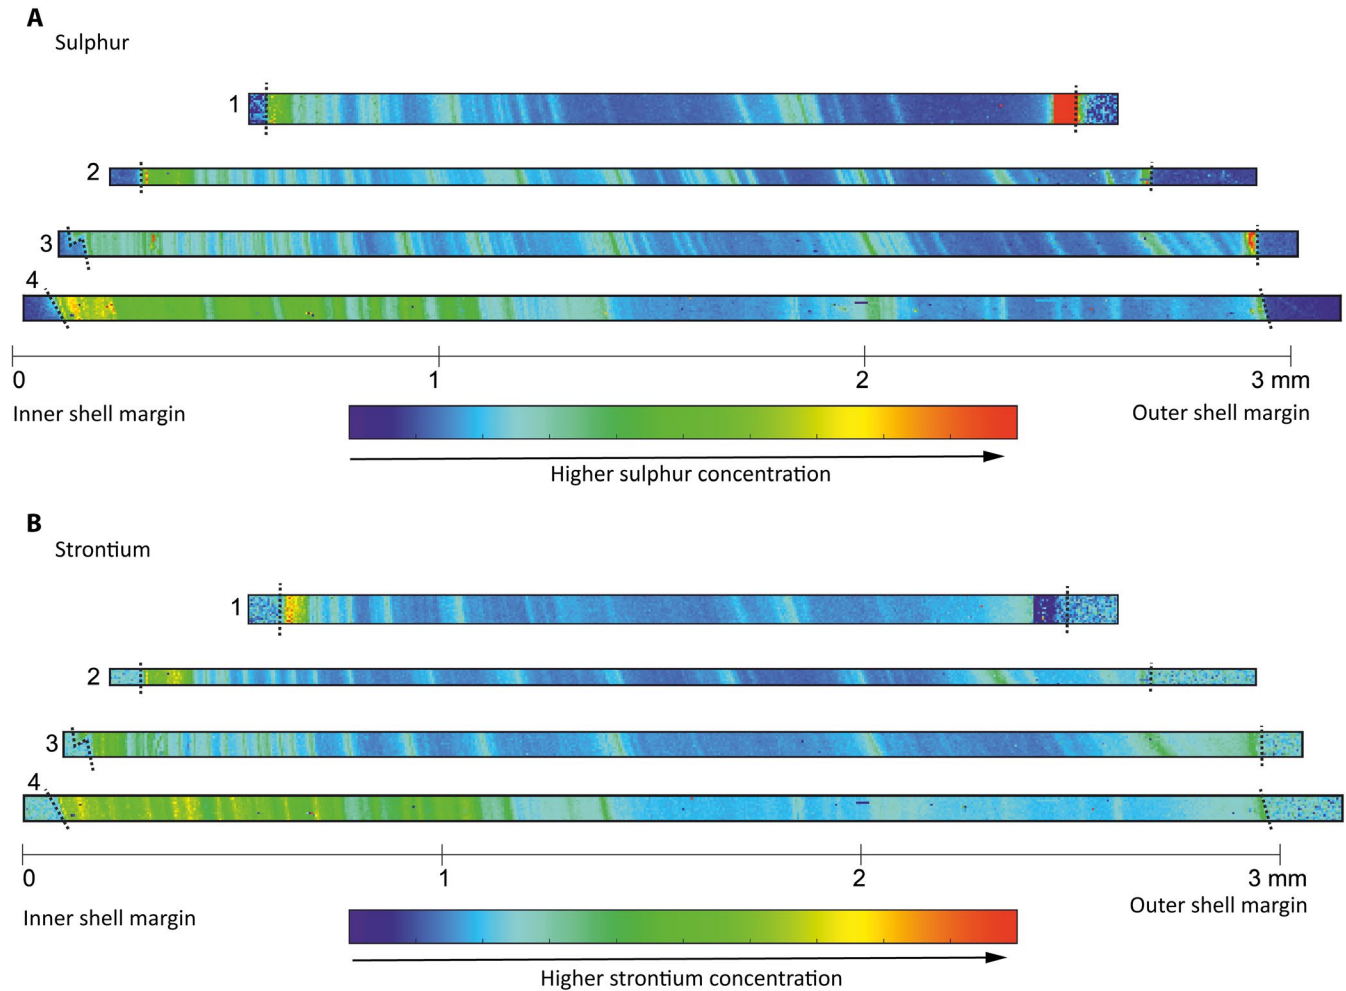 A
Sulphur
1
2
3
4
0 1 2 3 mm
Inner shell margin Outer shell margin
Higher sulphur concentration
B
Strontium
1
2
3
4
0 1 2 3 mm
Inner shell margin Outer shell margin
Higher strontium concentration